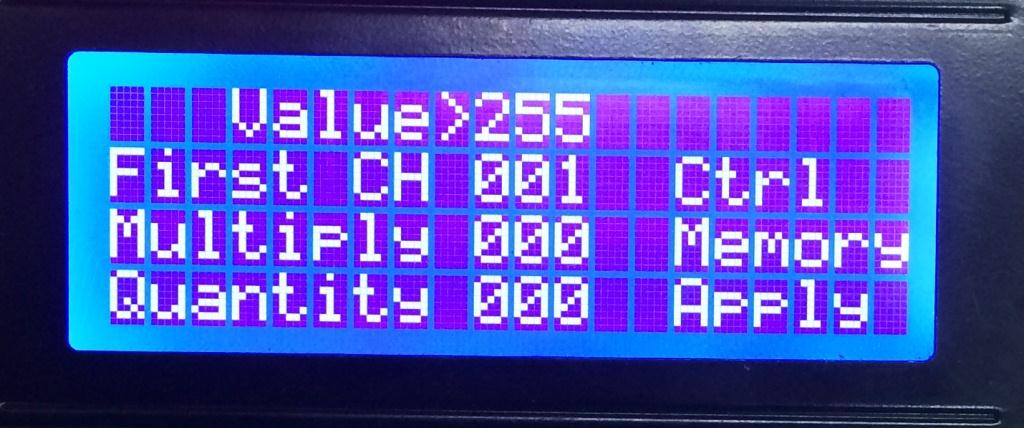 Value>255
First CH 001 Ctrl
Multiply 000 Memory
Quantity 000 Apply